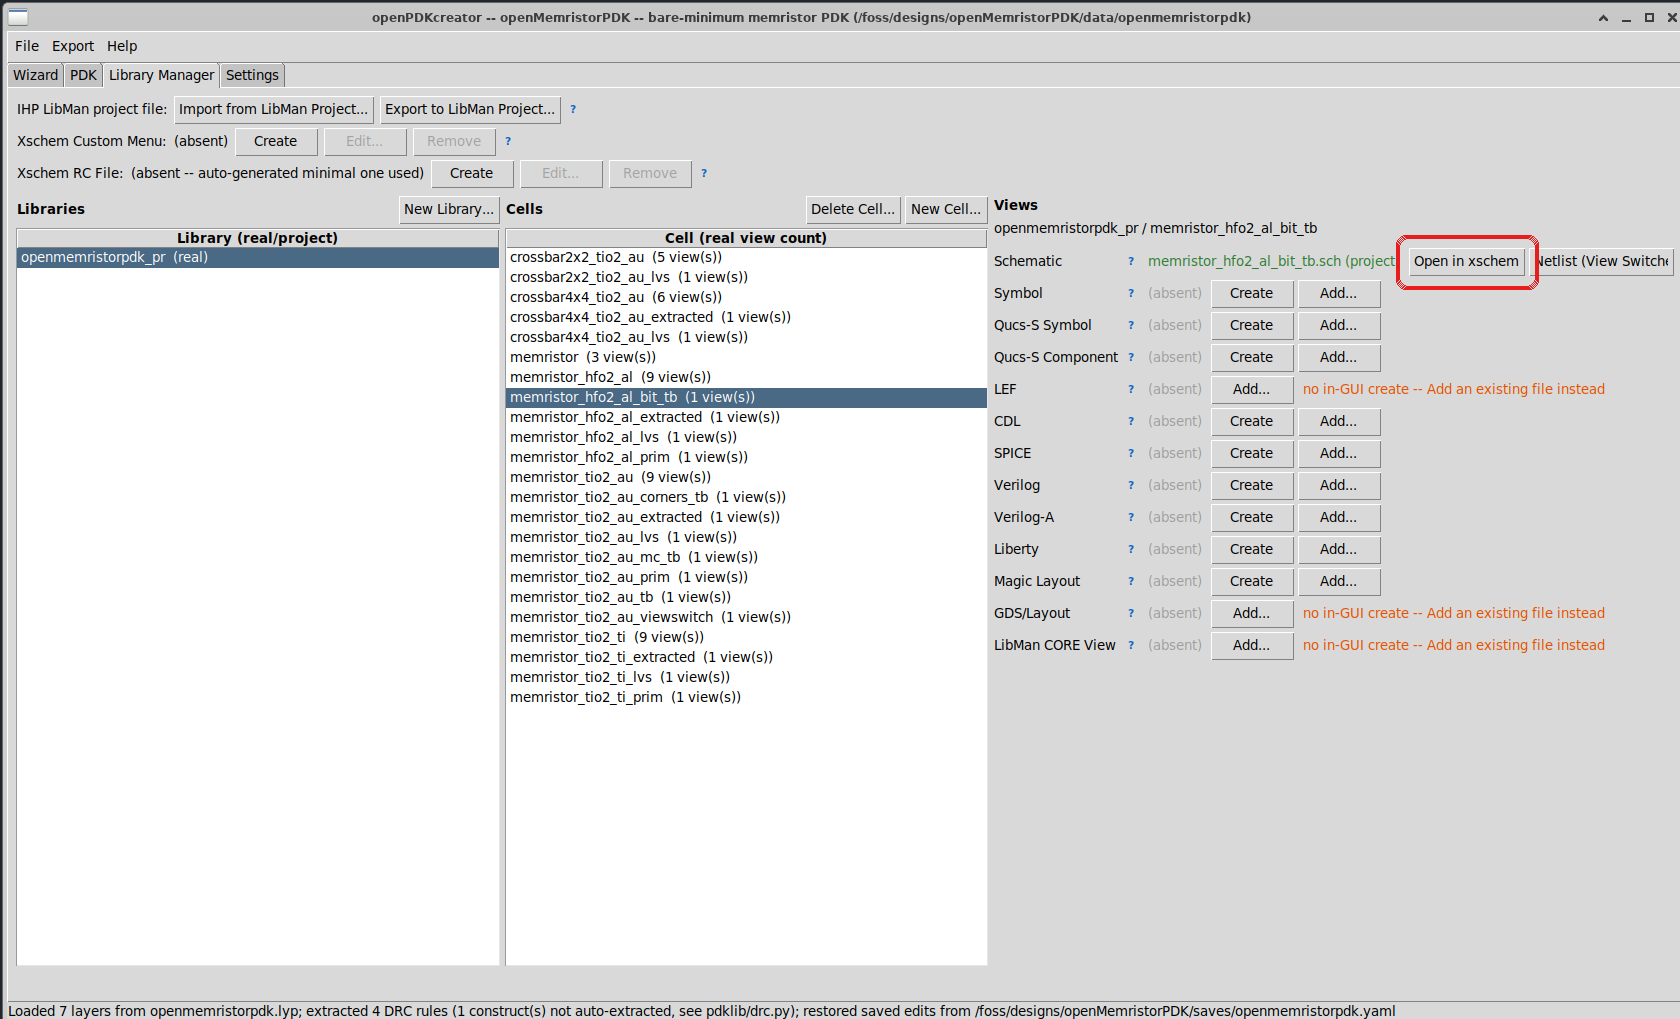 openPDKcreator -- openMemristorPDK -- bare-minimum memristor PDK (/foss/designs/openMemristorPDK/data/openmemristorpdk)
File Export Help
Wizard PDK Library Manager Settings
IHP LibMan project file: Import from LibMan Project... Export to LibMan Project... ?
Xschem Custom Menu: (absent) Create Edit... Remove ?
Xschem RC File: (absent -- auto-generated minimal one used) Create Edit... Remove ?
Libraries New Library...
Library (real/project)
openmemristorpdk_pr (real)
Cells Delete Cell... New Cell...
Cell (real view count)
crossbar2x2_tio2_au (5 view(s))
crossbar2x2_tio2_au_lvs (1 view(s))
crossbar4x4_tio2_au (6 view(s))
crossbar4x4_tio2_au_extracted (1 view(s))
crossbar4x4_tio2_au_lvs (1 view(s))
memristor (3 view(s))
memristor_hfo2_al (9 view(s))
memristor_hfo2_al_bit_tb (1 view(s))
memristor_hfo2_al_extracted (1 view(s))
memristor_hfo2_al_lvs (1 view(s))
memristor_hfo2_al_prim (1 view(s))
memristor_tio2_au (9 view(s))
memristor_tio2_au_corners_tb (1 view(s))
memristor_tio2_au_extracted (1 view(s))
memristor_tio2_au_lvs (1 view(s))
memristor_tio2_au_mc_tb (1 view(s))
memristor_tio2_au_prim (1 view(s))
memristor_tio2_au_tb (1 view(s))
memristor_tio2_au_viewswitch (1 view(s))
memristor_tio2_ti (9 view(s))
memristor_tio2_ti_extracted (1 view(s))
memristor_tio2_ti_lvs (1 view(s))
memristor_tio2_ti_prim (1 view(s))
Views
openmemristorpdk_pr / memristor_hfo2_al_bit_tb
Schematic ? memristor_hfo2_al_bit_tb.sch (project Open in xschem Netlist (View Switche
Symbol ? (absent) Create Add...
Qucs-S Symbol ? (absent) Create Add...
Qucs-S Component ? (absent) Create Add...
LEF ? (absent) Add... no in-GUI create -- Add an existing file instead
CDL ? (absent) Create Add...
SPICE ? (absent) Create Add...
Verilog ? (absent) Create Add...
Verilog-A ? (absent) Create Add...
Liberty ? (absent) Create Add...
Magic Layout ? (absent) Create Add...
GDS/Layout ? (absent) Add... no in-GUI create -- Add an existing file instead
LibMan CORE View ? (absent) Add... no in-GUI create -- Add an existing file instead
Loaded 7 layers from openmemristorpdk.lyp; extracted 4 DRC rules (1 construct(s) not auto-extracted, see pdklib/drc.py); restored saved edits from /foss/designs/openMemristorPDK/saves/openmemristorpdk.yaml